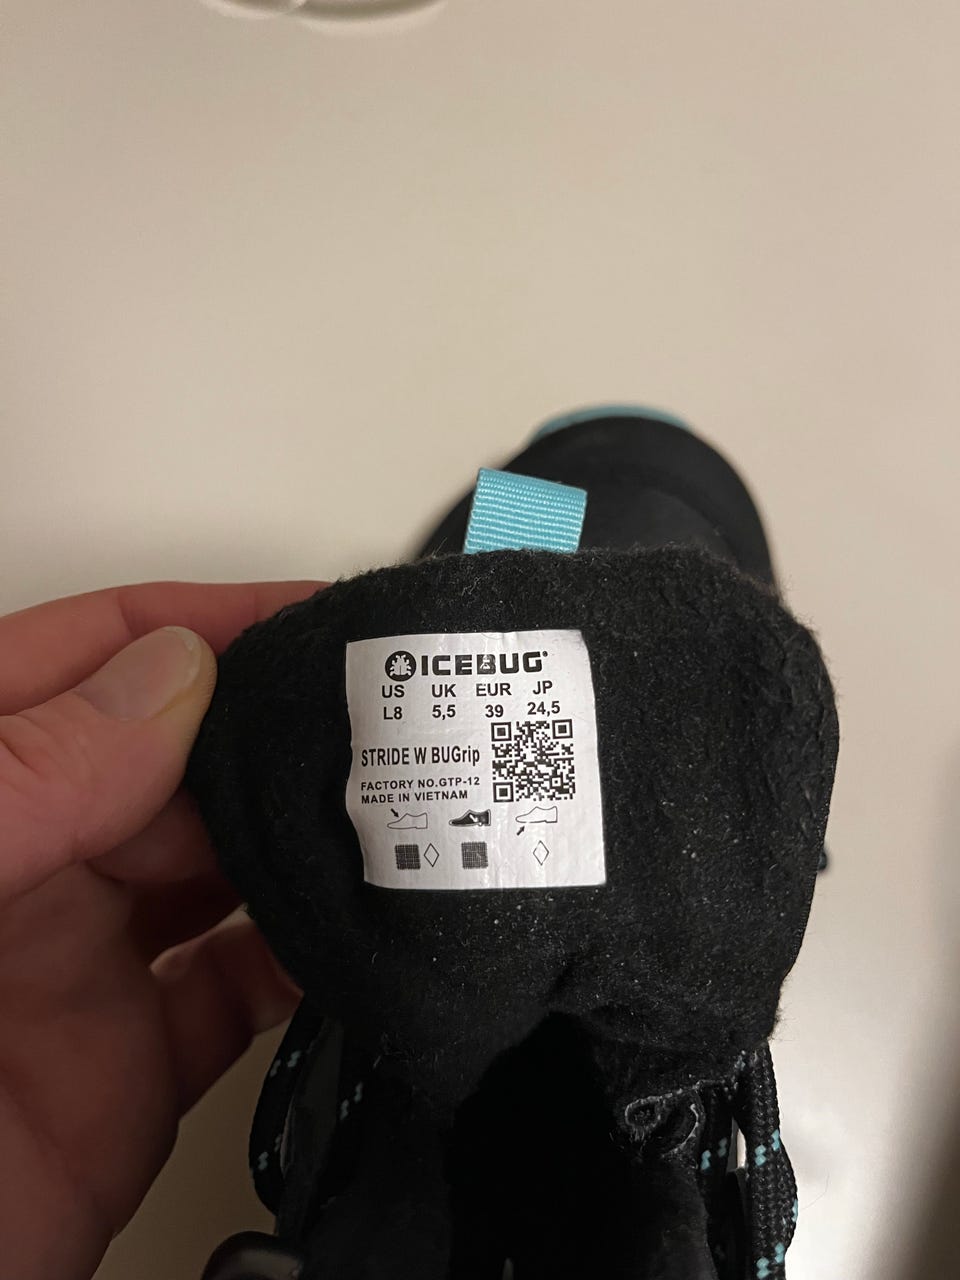 ICEBUG®
US UK EUR JP
L8 5,5 39 24,5
STRIDE W BUGrip
FACTORY NO.GTP-12
MADE IN VIETNAM